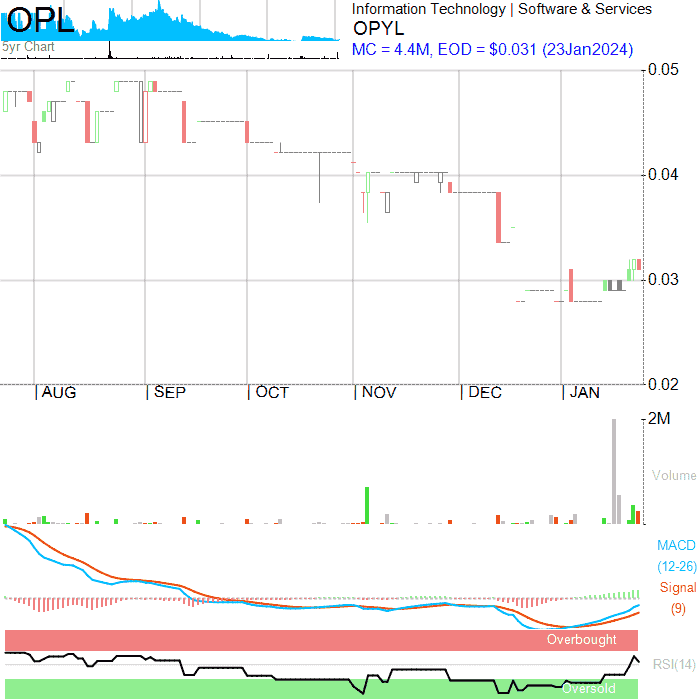 OPL
5yr Chart
Information Technology | Software & Services
OPYL
MC = 4.4M, EOD = $0.031 (23Jan2024)
0.05
0.04
0.03
0.02
AUG SEP OCT NOV DEC JAN
2M
Volume
MACD
(12-26)
Signal
(9)
Overbought
RSI(14)
Oversold